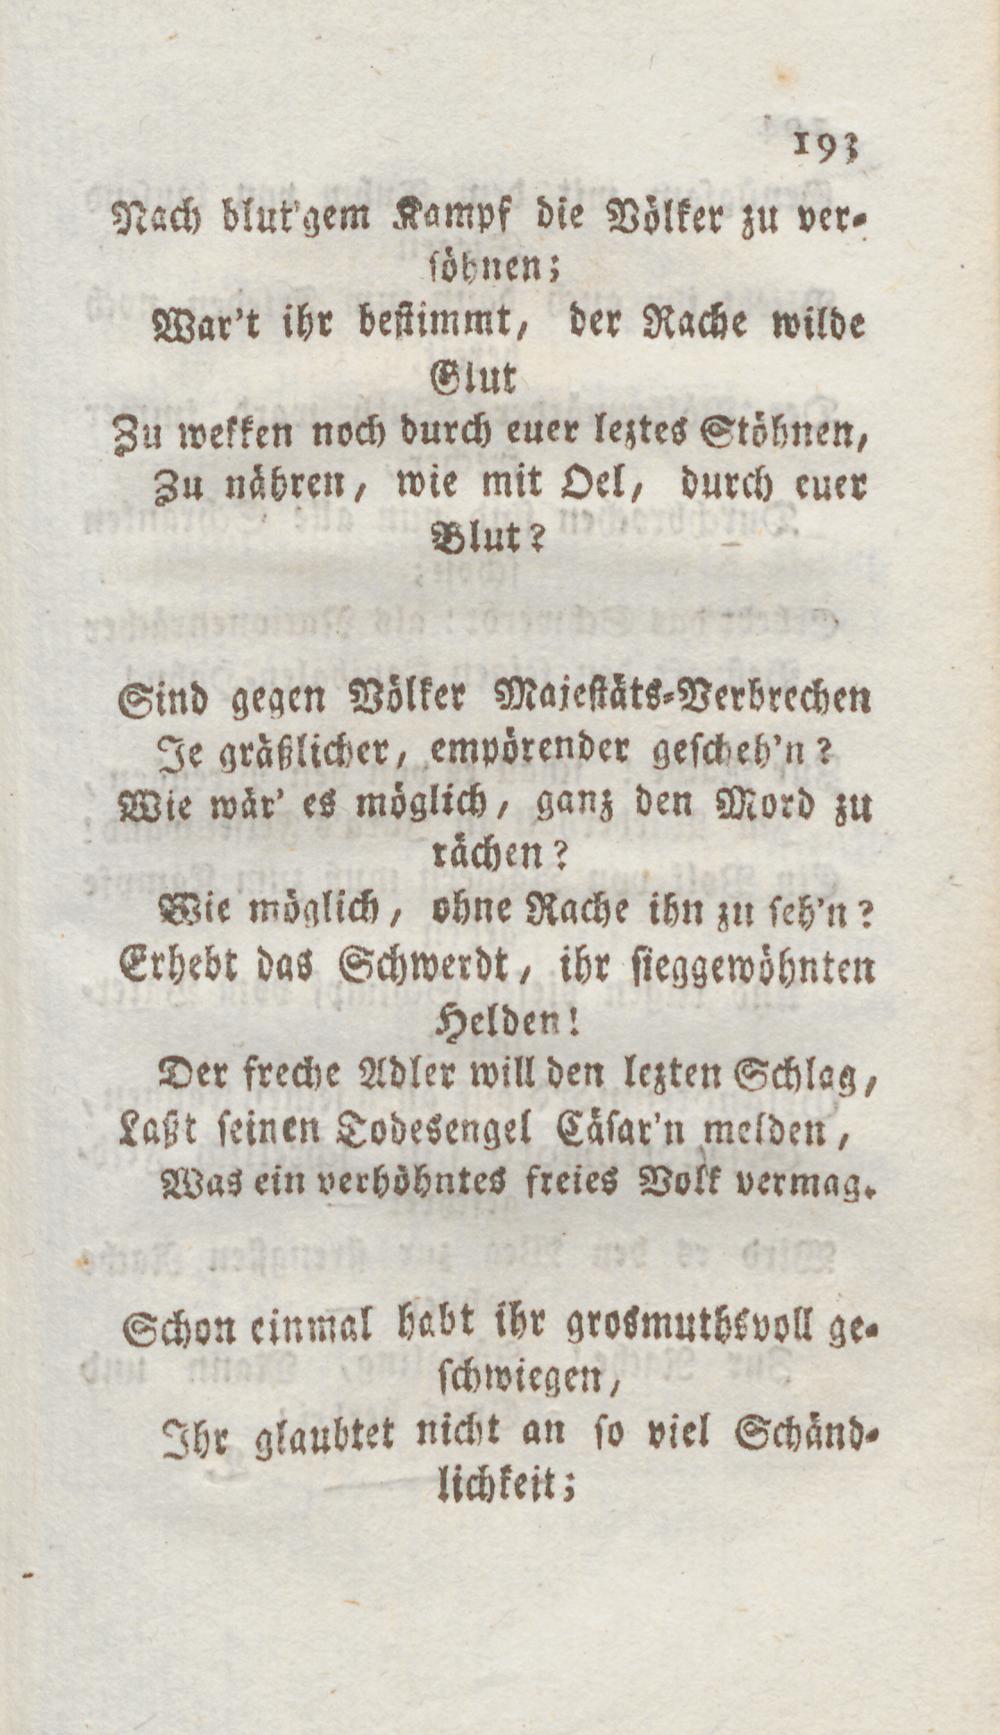 193
Nach blut'gem Kampf die Völker zu ver-
söhnen;
War't ihr bestimmt, der Rache wilde
Glut
Zu wekken noch durch euer leztes Stöhnen,
Zu nähren, wie mit Oel, durch euer
Blut?
Sind gegen Völker Majestäts-Verbrechen
Je gräßlicher, empörender gescheh'n?
Wie wär' es möglich, ganz den Mord zu
rächen?
Wie möglich, ohne Rache ihn zu seh'n?
Erhebt das Schwerdt, ihr sieggewöhnten
Helden!
Der freche Adler will den lezten Schlag,
Laßt seinen Todesengel Cäsar'n melden,
Was ein verhöhntes freies Volk vermag.
Schon einmal habt ihr grosmuthsvoll ge-
schwiegen,
Ihr glaubtet nicht an so viel Schänd-
lichkeit;